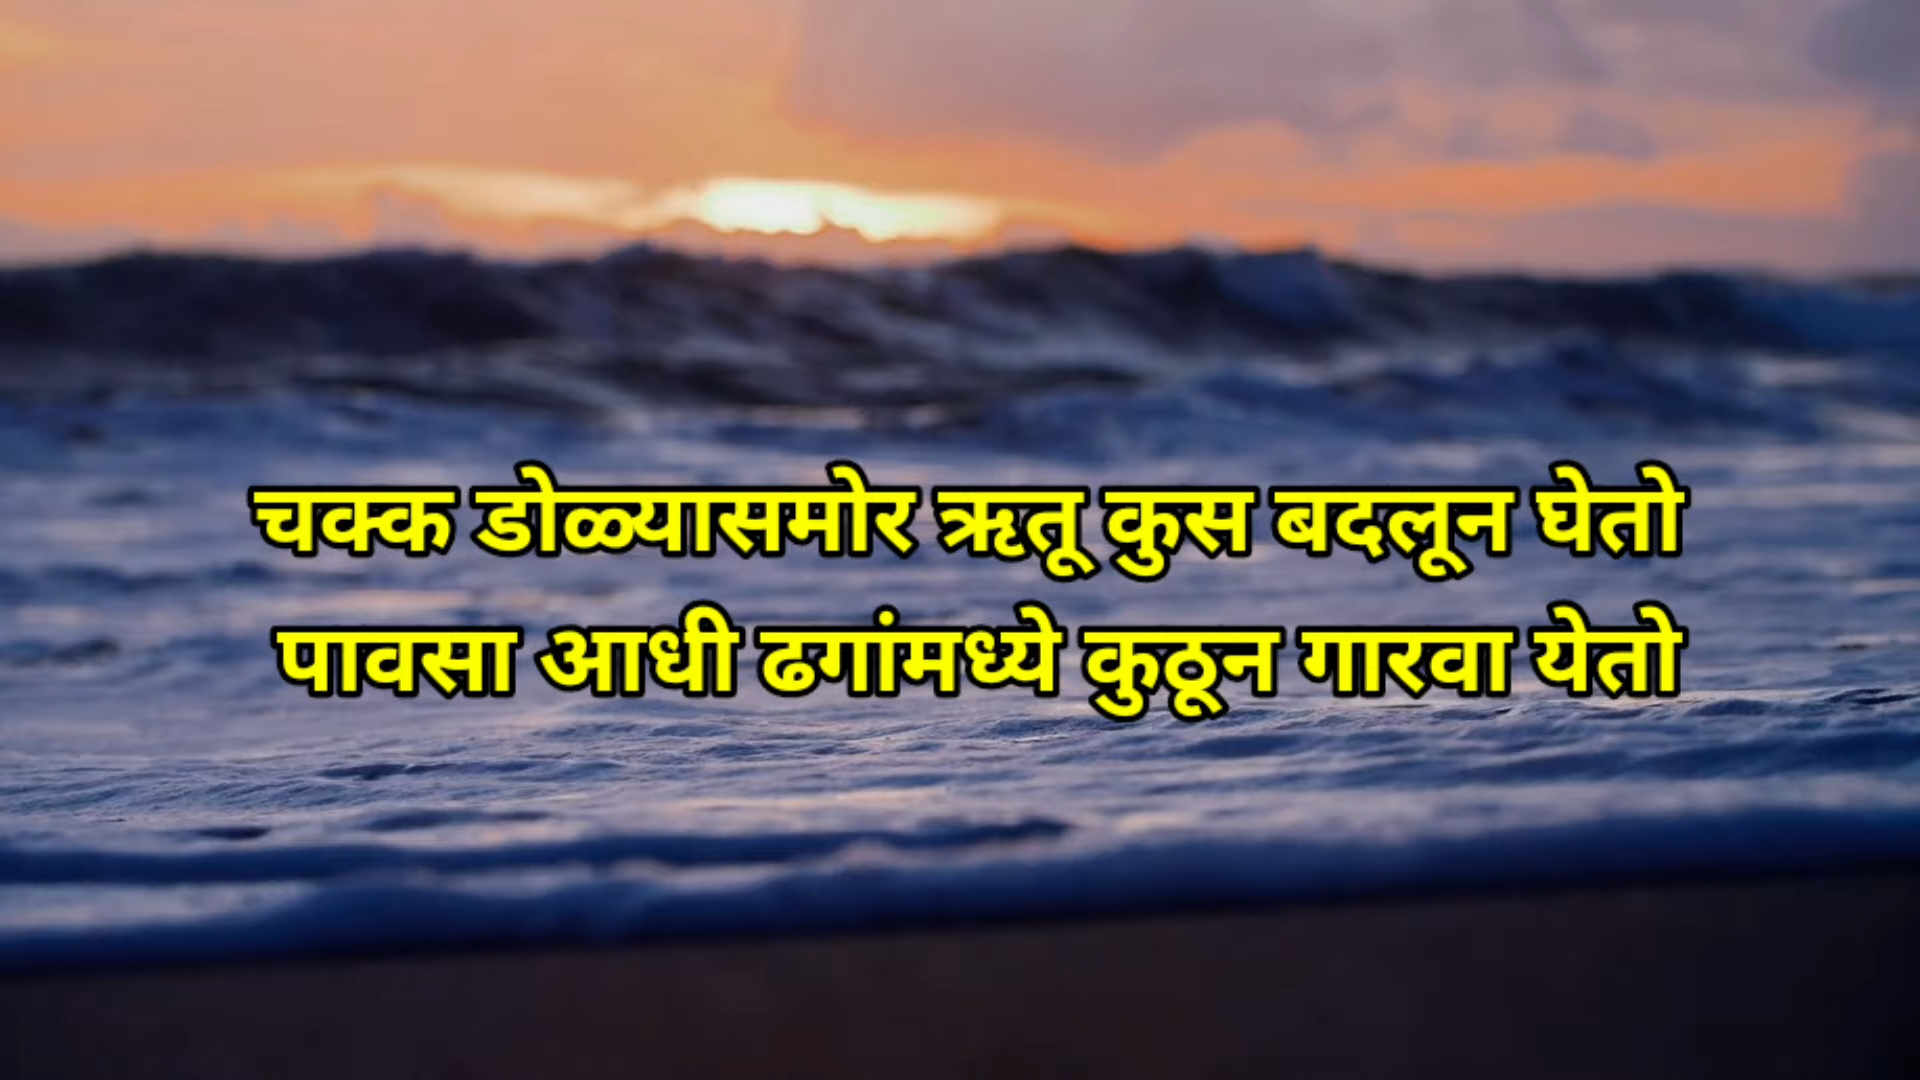 चक्क डोळ्यासमोर ऋतू कुस बदलून घेतो
पावसा आधी ढगांमध्ये कुठून गारवा येतो